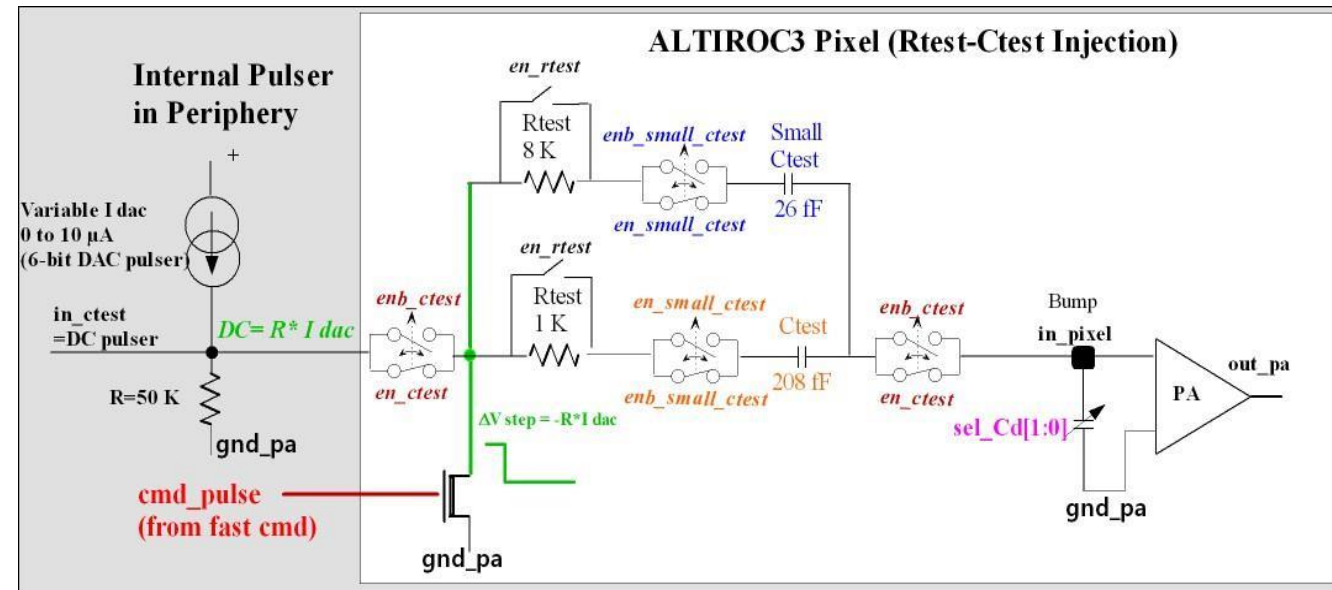 ALTIROC3 Pixel (Rtest-Ctest Injection)
Internal Pulser
in Periphery
+
Variable I dac
0 to 10 µA
(6-bit DAC pulser)
in_ctest
=DC pulser
DC= R* I dac
R=50 K
gnd_pa
cmd_pulse
(from fast cmd)
enb_ctest
en_ctest
en_rtest
Rtest
8 K
enb_small_ctest
en_small_ctest
Small
Ctest
26 fF
en_rtest
Rtest
1 K
en_small_ctest
enb_small_ctest
Ctest
208 fF
ΔV step = -R*I dac
gnd_pa
enb_ctest
en_ctest
Bump
in_pixel
sel_Cd[1:0]
gnd_pa
PA
out_pa